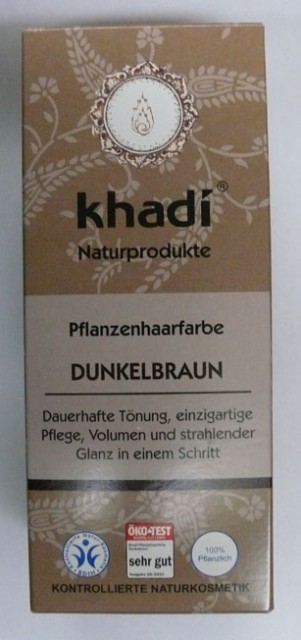 khadi®
Naturprodukte
Pflanzenhaarfarbe
DUNKELBRAUN
Dauerhafte Tönung, einzigartige
Pflege, Volumen und strahlender
Glanz in einem Schritt
ÖKO-TEST
sehr gut
100%
Pflanzlich
BDIH
KONTROLLIERTE NATURKOSMETIK